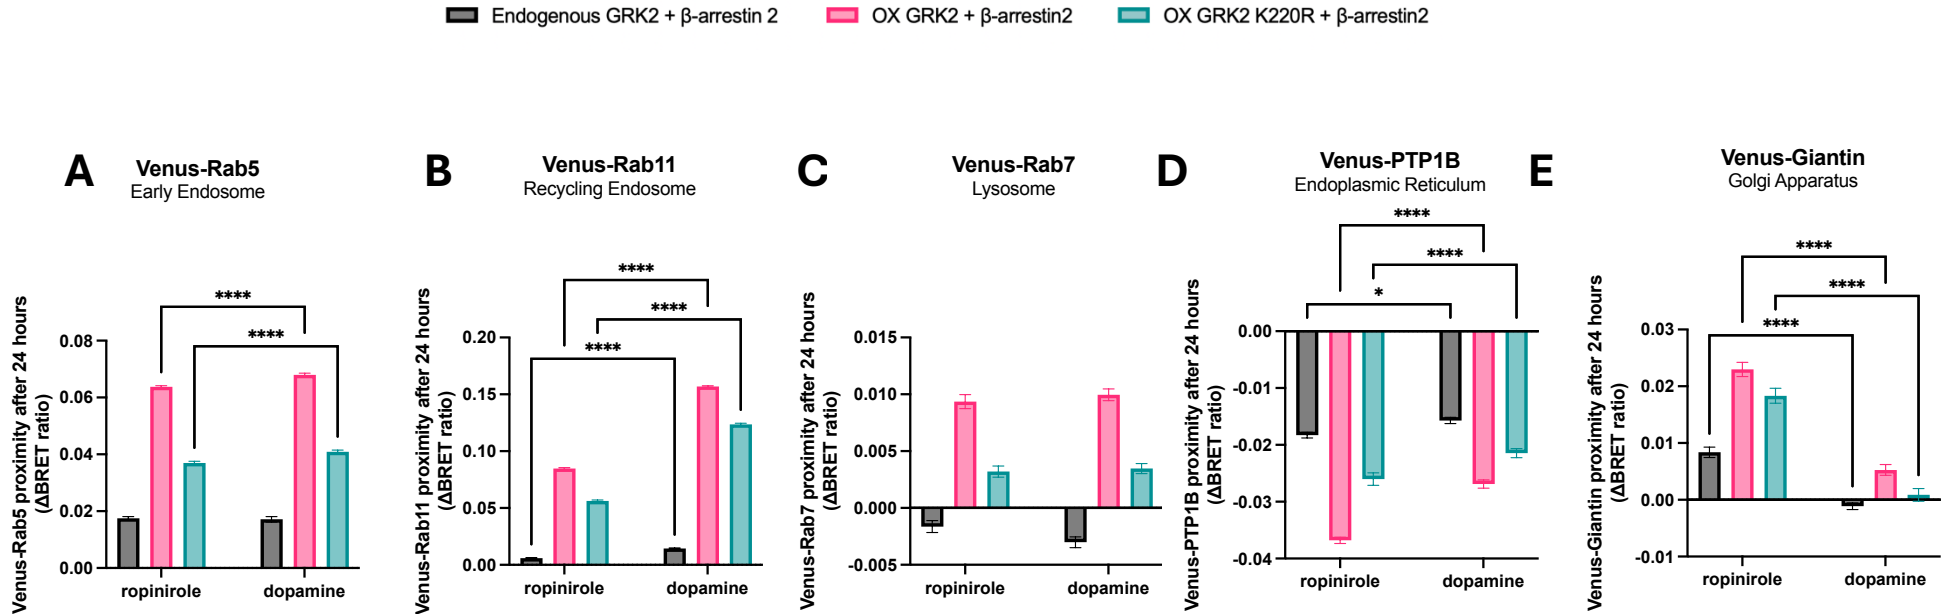 Endogenous GRK2 + β-arrestin 2
OX GRK2 + β-arrestin2
OX GRK2 K220R + β-arrestin2
A
Venus-Rab5
Early Endosome
Venus-Rab5 proximity after 24 hours
(ΔBRET ratio)
****
****
0.08
0.06
0.04
0.02
0.00
ropinirole
dopamine
B
Venus-Rab11
Recycling Endosome
Venus-Rab11 proximity after 24 hours
(ΔBRET ratio)
****
****
****
0.20
0.15
0.10
0.05
0.00
ropinirole
dopamine
C
Venus-Rab7
Lysosome
Venus-Rab7 proximity after 24 hours
(ΔBRET ratio)
0.015
0.010
0.005
0.000
-0.005
ropinirole
dopamine
D
Venus-PTP1B
Endoplasmic Reticulum
Venus-PTP1B proximity after 24 hours
(ΔBRET ratio)
****
****
*
0.00
-0.01
-0.02
-0.03
-0.04
ropinirole
dopamine
E
Venus-Giantin
Golgi Apparatus
Venus-Giantin proximity after 24 hours
(ΔBRET ratio)
****
****
****
0.03
0.02
0.01
0.00
-0.01
ropinirole
dopamine